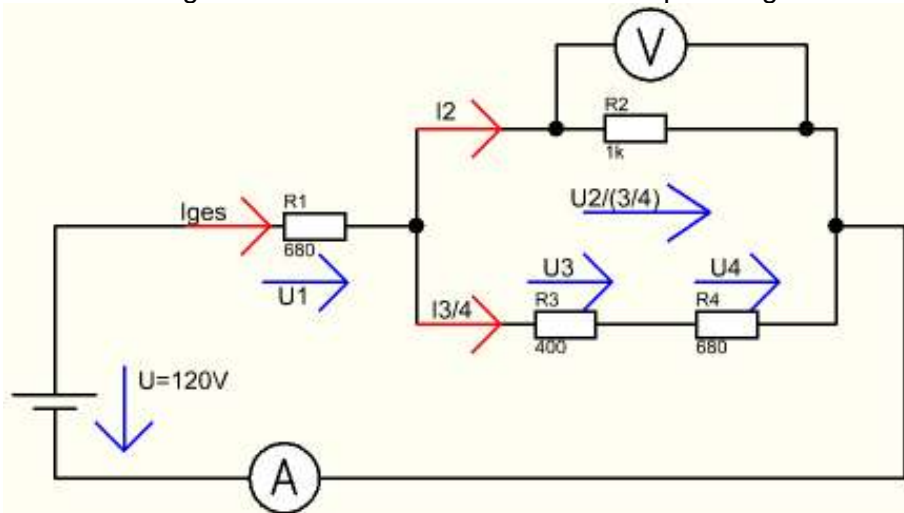 V
I2
R2
1k
Iges
R1
680
U1
U2/(3/4)
U3
U4
I3/4
R3
400
R4
680
U=120V
A